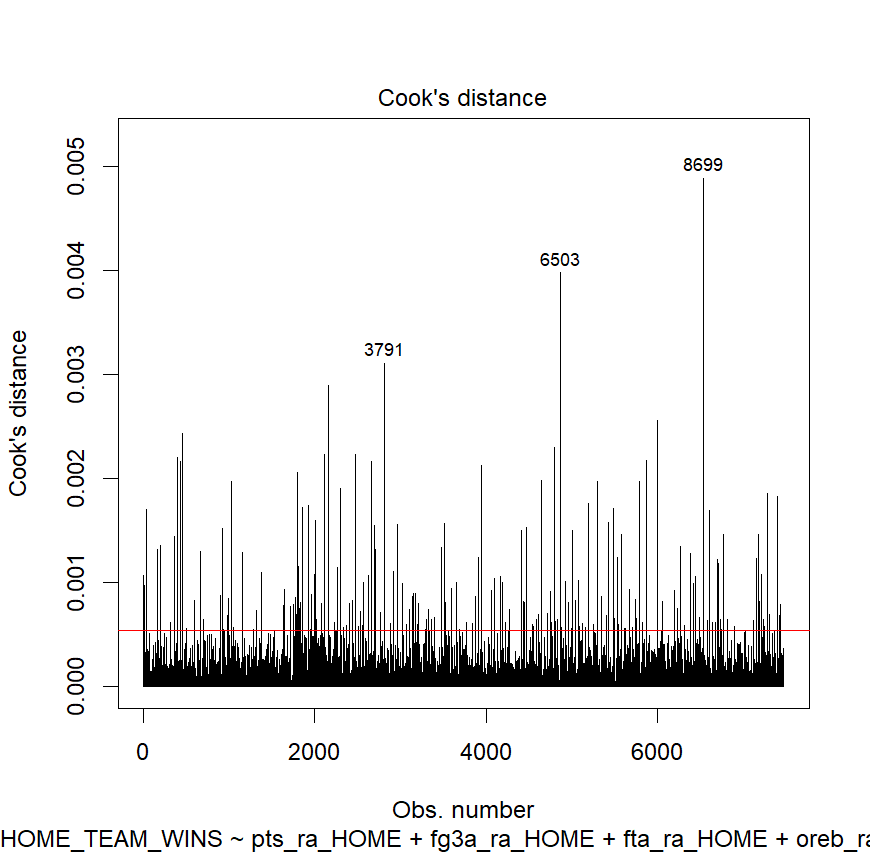 Cook's distance
8699
6503
3791
0.005
0.004
0.003
0.002
0.001
0.000
Cook's distance
0 2000 4000 6000
Obs. number
HOME_TEAM_WINS ~ pts_ra_HOME + fg3a_ra_HOME + fta_ra_HOME + oreb_ra